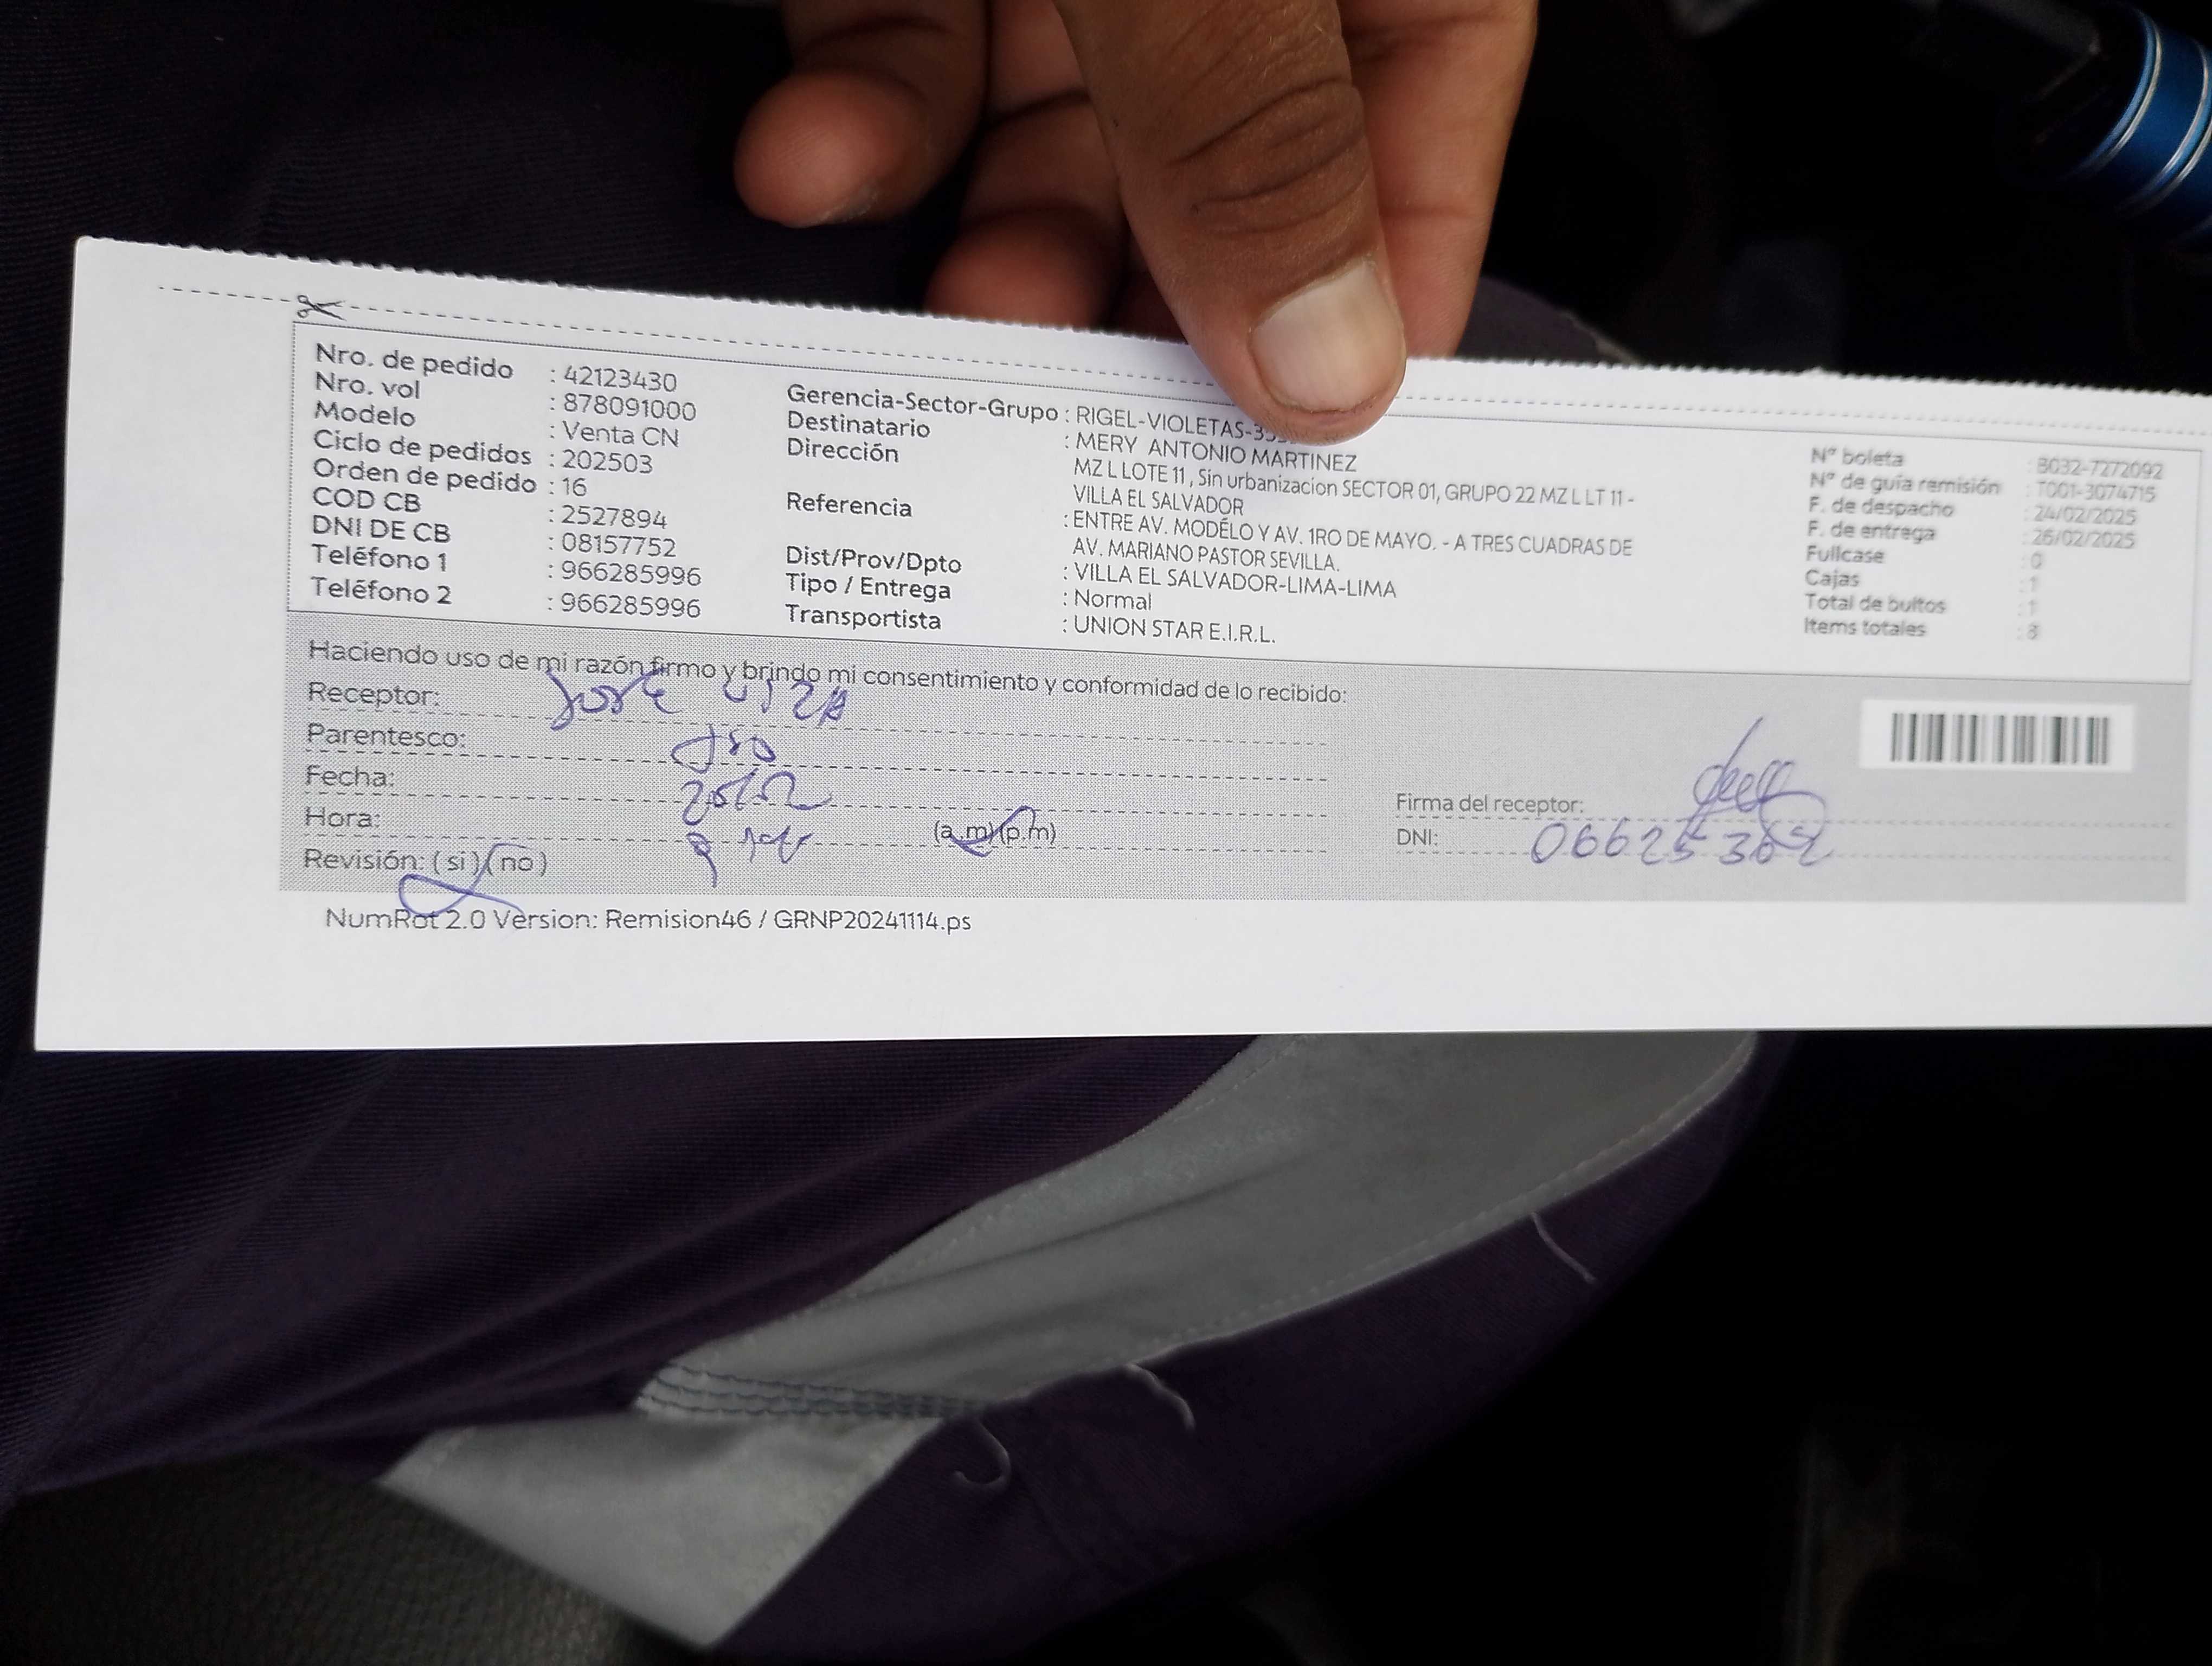 Nro. de pedido : 42123430
Nro. vol : 878091000
Modelo : Venta CN
Ciclo de pedidos : 202503
Orden de pedido : 16
COD CB : 2527894
DNI DE CB : 08157752
Teléfono 1 : 966285996
Teléfono 2 : 966285996
Gerencia-Sector-Grupo : RIGEL-VIOLETAS-
Destinatario : MERY ANTONIO MARTINEZ
Dirección : MZ L LOTE 11 , Sin urbanizacion SECTOR 01, GRUPO 22 MZ L LT 11 -
VILLA EL SALVADOR
Referencia : ENTRE AV. MODÉLO Y AV. 1RO DE MAYO. - A TRES CUADRAS DE
AV. MARIANO PASTOR SEVILLA.
Dist/Prov/Dpto : VILLA EL SALVADOR-LIMA-LIMA
Tipo / Entrega : Normal
Transportista : UNION STAR E.I.R.L.
N° boleta : B032-7272092
N° de guia remisión : T001-3074715
F. de despacho : 24/02/2025
F. de entrega : 26/02/2025
Fullcase : 0
Cajas : 1
Total de bultos : 1
Items totales : 8
Haciendo uso de mi razón firmo y brindo mi consentimiento y conformidad de lo recibido:
Receptor: José
Parentesco:
Fecha:
Hora: (a.m)(p.m)
Revisión: (si)(no)
Firma del receptor:
DNI:
NumRot 2.0 Version: Remision46 / GRNP20241114.ps